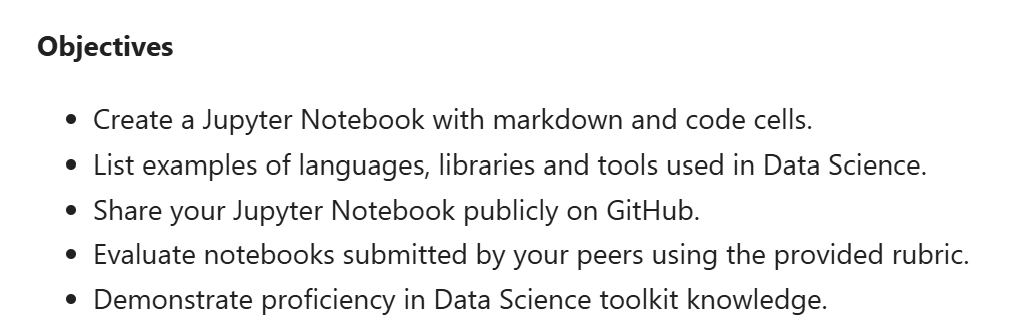 Objectives
• Create a Jupyter Notebook with markdown and code cells.
• List examples of languages, libraries and tools used in Data Science.
• Share your Jupyter Notebook publicly on GitHub.
• Evaluate notebooks submitted by your peers using the provided rubric.
• Demonstrate proficiency in Data Science toolkit knowledge.